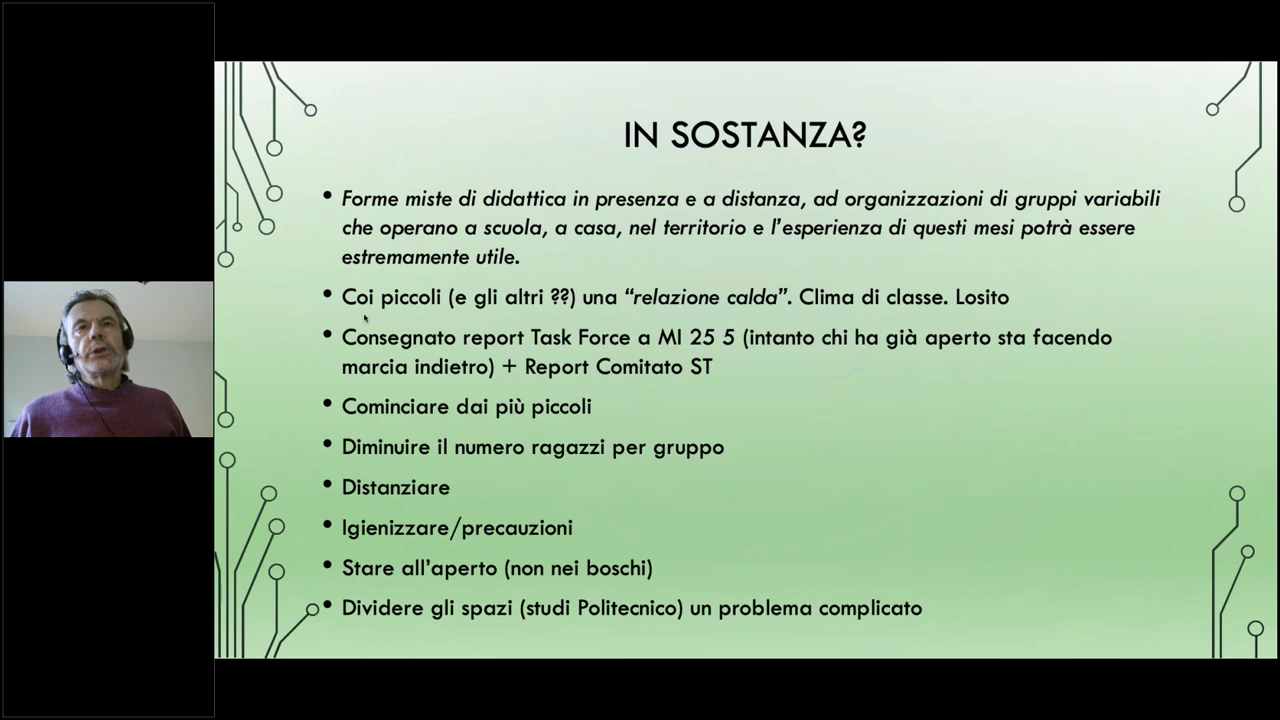 IN SOSTANZA?
• Forme miste di didattica in presenza e a distanza, ad organizzazioni di gruppi variabili
che operano a scuola, a casa, nel territorio e l'esperienza di questi mesi potrà essere
estremamente utile.
• Coi piccoli (e gli altri ??) una “relazione calda”. Clima di classe. Losito
• Consegnato report Task Force a MI 25 5 (intanto chi ha già aperto sta facendo
marcia indietro) + Report Comitato ST
• Cominciare dai più piccoli
• Diminuire il numero ragazzi per gruppo
• Distanziare
• Igienizzare/precauzioni
• Stare all'aperto (non nei boschi)
• Dividere gli spazi (studi Politecnico) un problema complicato